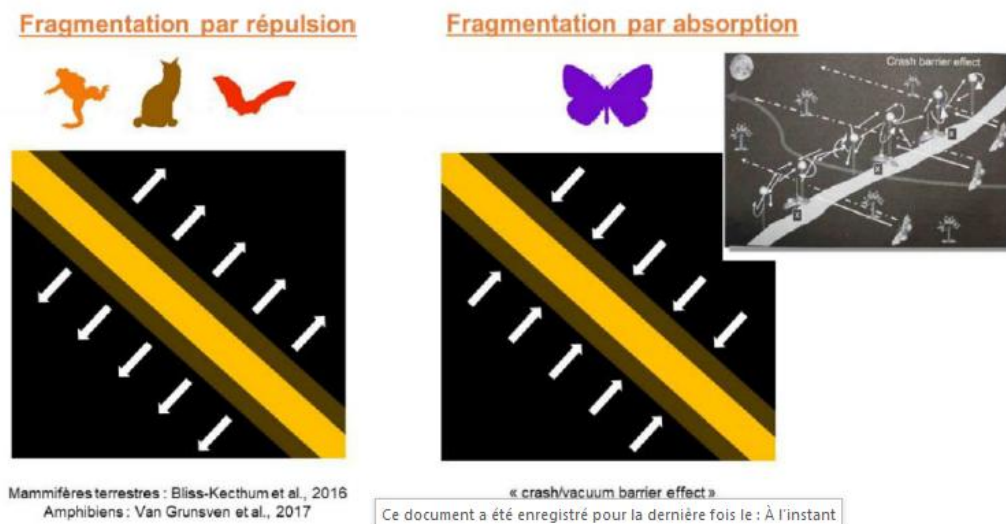 Fragmentation par répulsion
Fragmentation par absorption
Crash barrier effect
Mammifères terrestres : Bliss-Kecthum et al., 2016
Amphibiens : Van Grunsven et al., 2017
« crash/vacuum barrier effect »
Ce document a été enregistré pour la dernière fois le : À l'instant